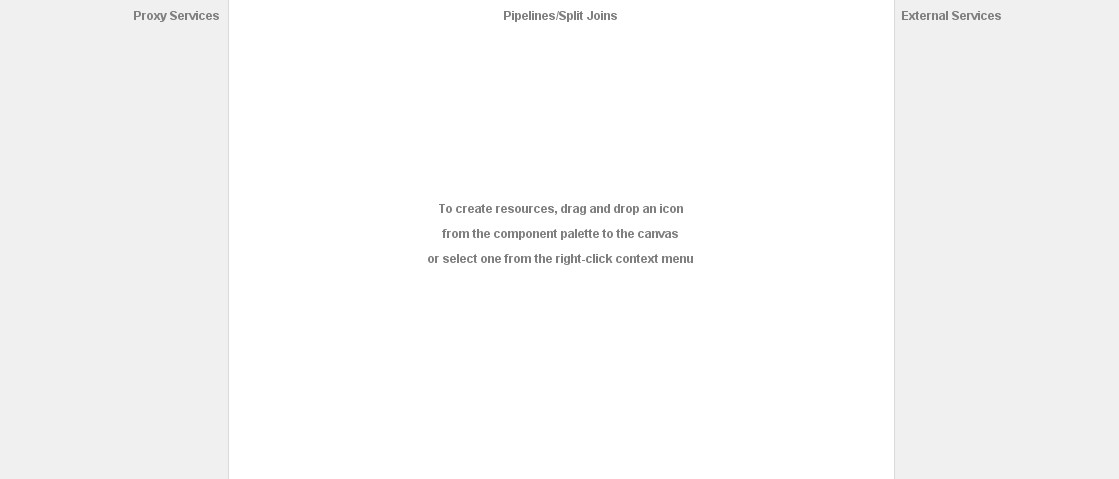 Proxy Services
Pipelines/Split Joins
External Services
To create resources, drag and drop an icon
from the component palette to the canvas
or select one from the right-click context menu